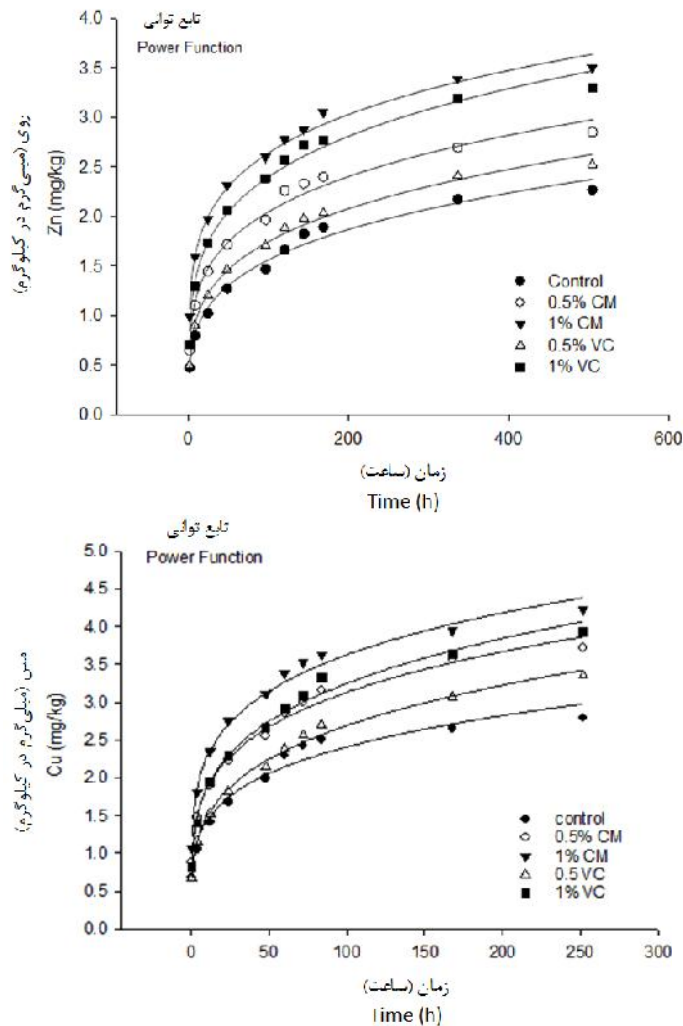 تابع توانی
Power Function
4.0
3.5
3.0
2.5
2.0
1.5
1.0
0.5
0.0
روی (میلی‌گرم در کیلوگرم)
Zn (mg/kg)
Control
0.5% CM
1% CM
0.5% VC
1% VC
0 200 400 600
زمان (ساعت)
Time (h)
تابع توانی
Power Function
5.0
4.5
4.0
3.5
3.0
2.5
2.0
1.5
1.0
0.5
0.0
مس (میلی‌گرم در کیلوگرم)
Cu (mg/kg)
control
0.5% CM
1% CM
0.5 VC
1% VC
0 50 100 150 200 250 300
زمان (ساعت)
Time (h)